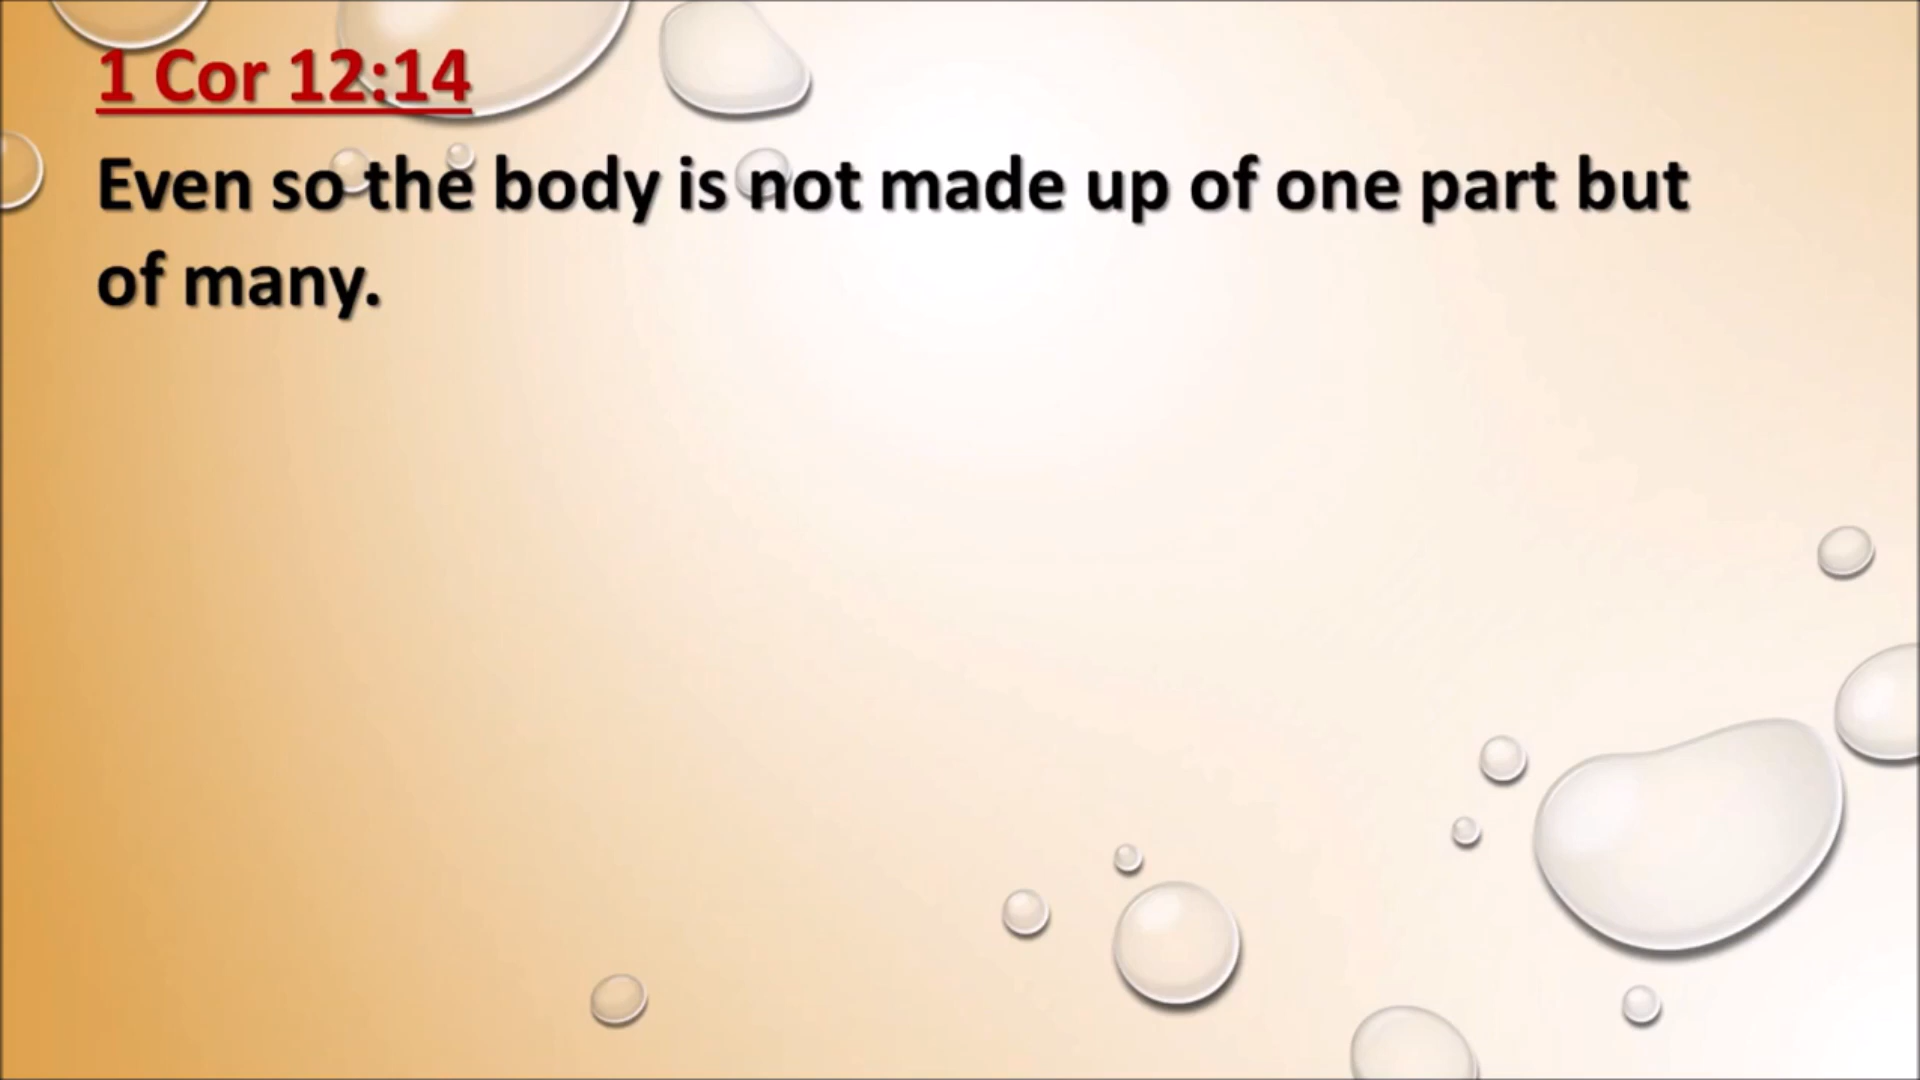 1 Cor 12:14
Even so the body is not made up of one part but
of many.